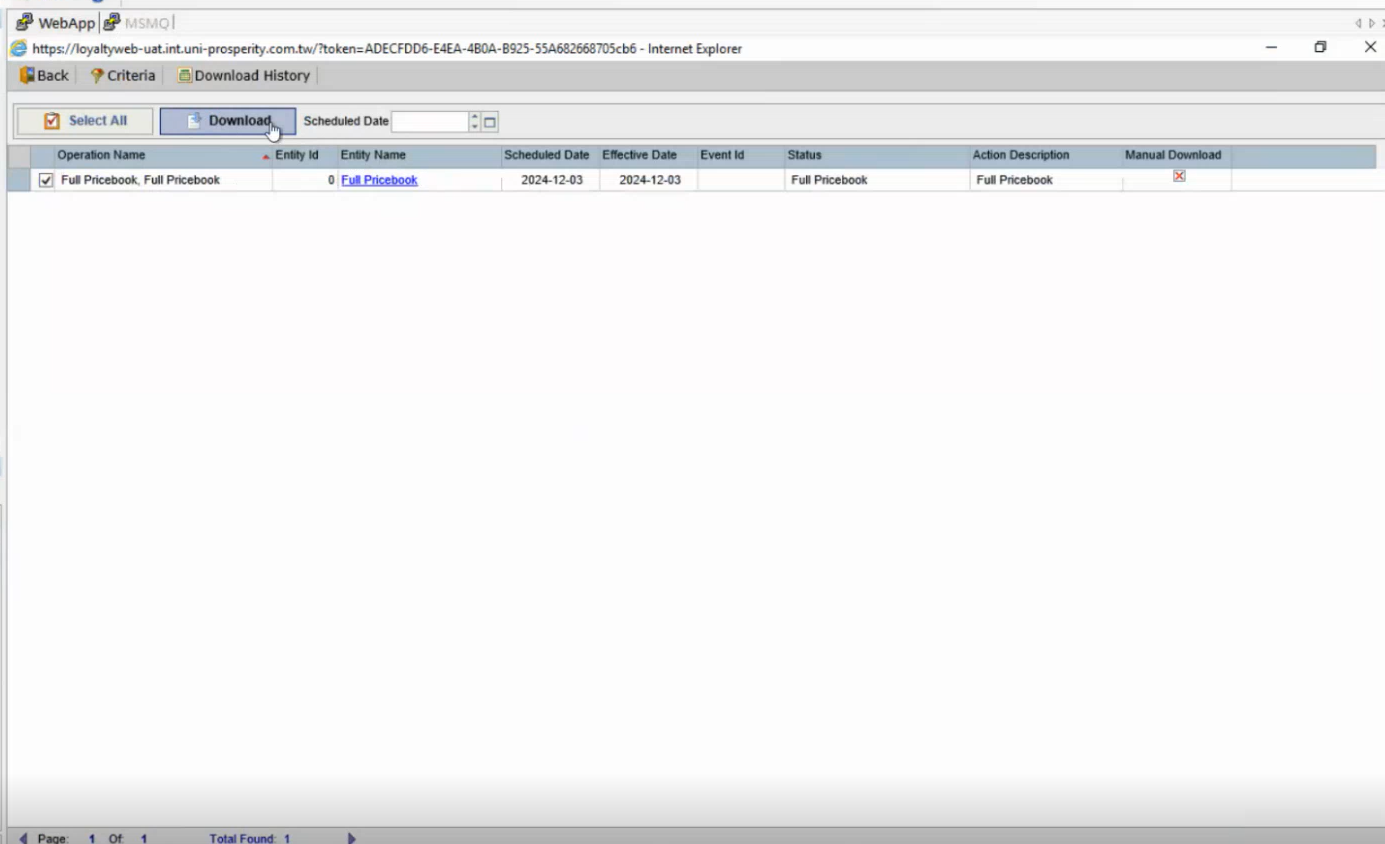 WebApp MSMQ
https://loyaltyweb-uat.int.uni-prosperity.com.tw/?token=ADECFDD6-E4EA-4B0A-B925-55A682668705cb6 - Internet Explorer
Back Criteria Download History
Select All Download Scheduled Date
Operation Name Entity Id Entity Name Scheduled Date Effective Date Event Id Status Action Description Manual Download
Full Pricebook, Full Pricebook 0 Full Pricebook 2024-12-03 2024-12-03 Full Pricebook Full Pricebook
Page: 1 Of: 1 Total Found: 1